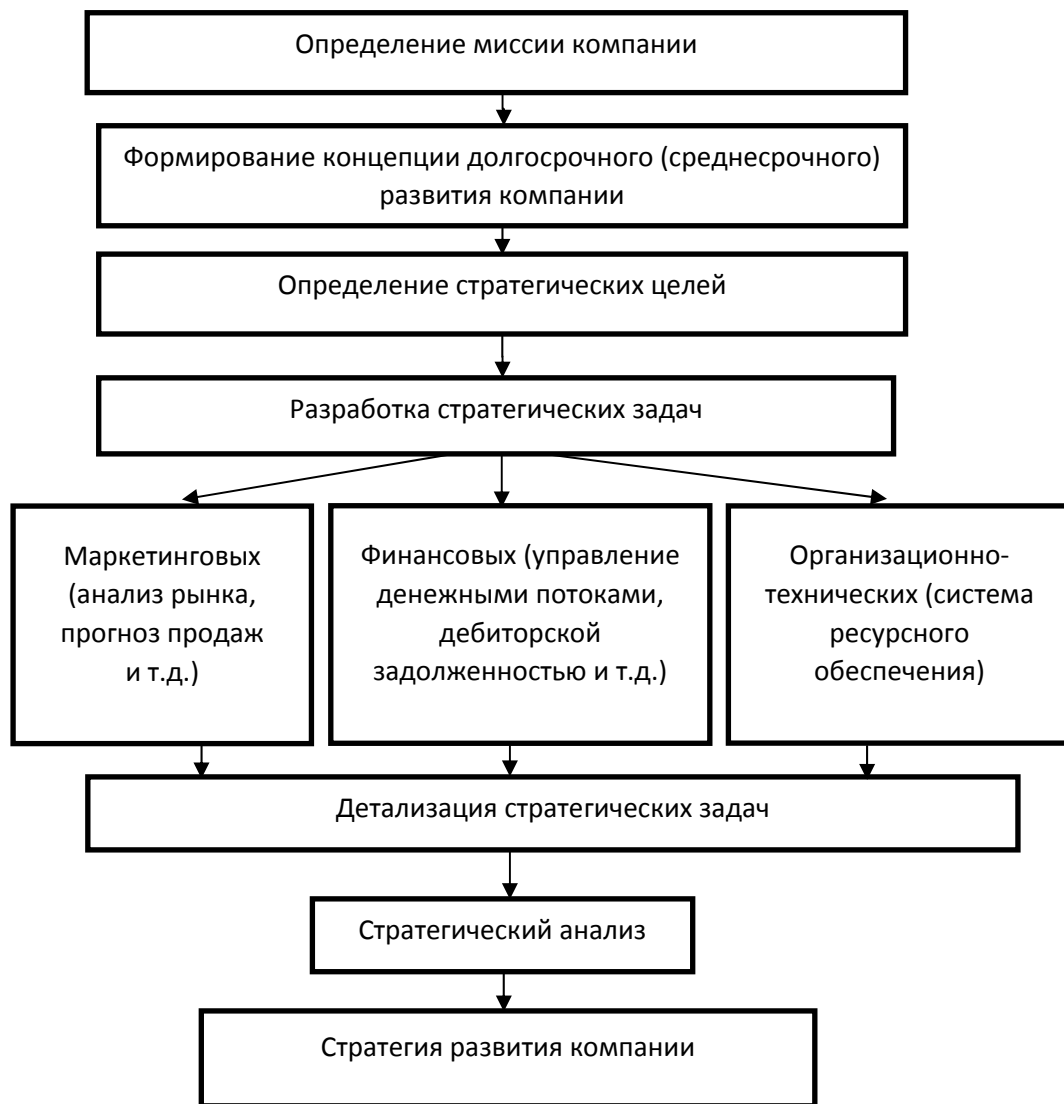 Определение миссии компании
Формирование концепции долгосрочного (среднесрочного)
развития компании
Определение стратегических целей
Разработка стратегических задач
Маркетинговых
(анализ рынка,
прогноз продаж
и т.д.)
Финансовых (управление
денежными потоками,
дебиторской
задолженностью и т.д.)
Организационно-
технических (система
ресурсного
обеспечения)
Детализация стратегических задач
Стратегический анализ
Стратегия развития компании